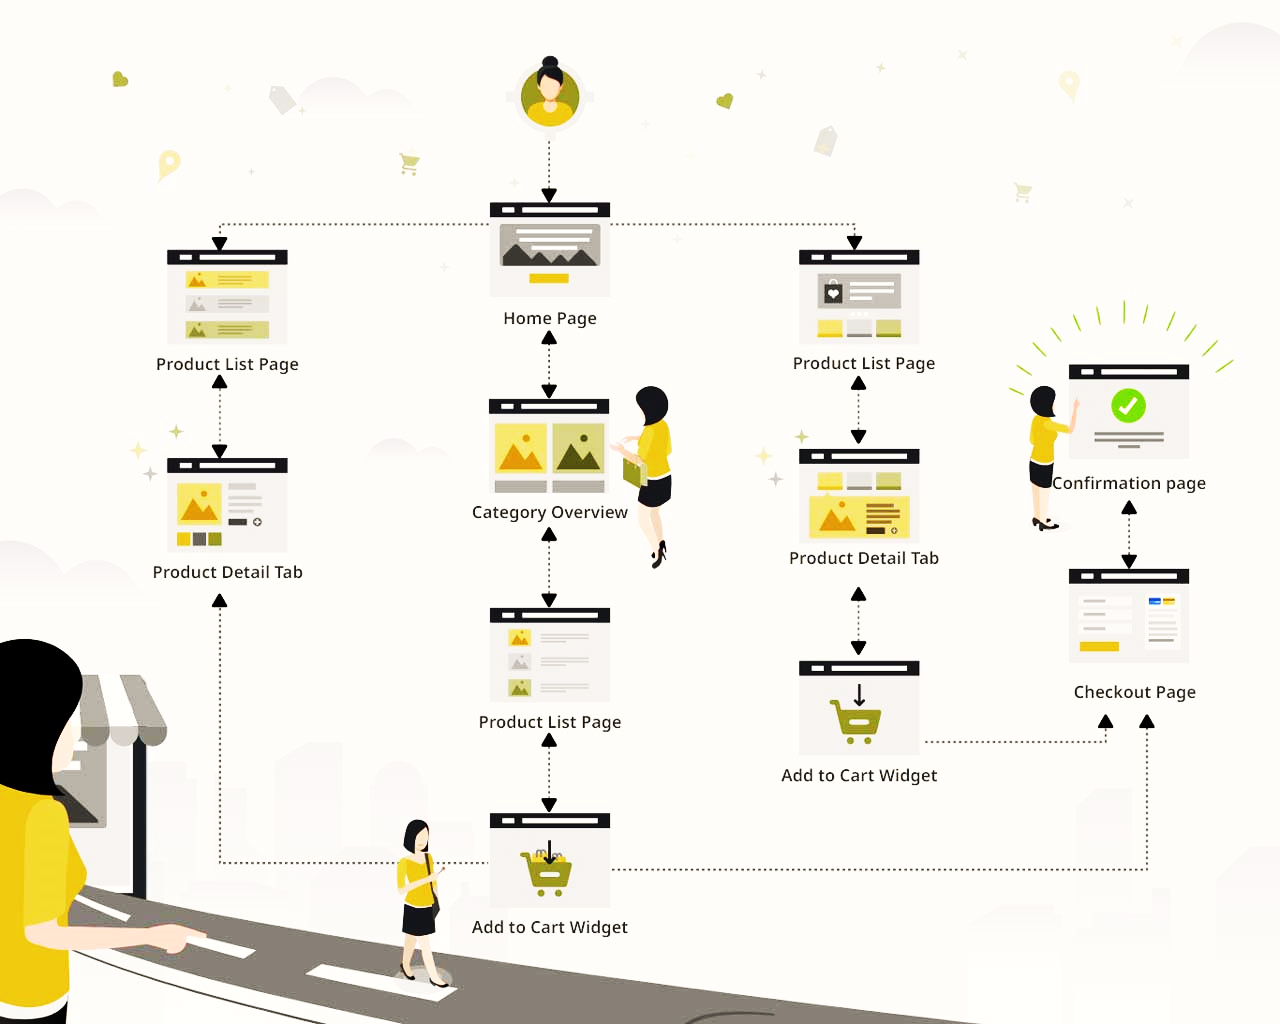 Home Page
Product List Page
Product List Page
Confirmation page
Category Overview
Product Detail Tab
Product Detail Tab
Checkout Page
Product List Page
Add to Cart Widget
Add to Cart Widget